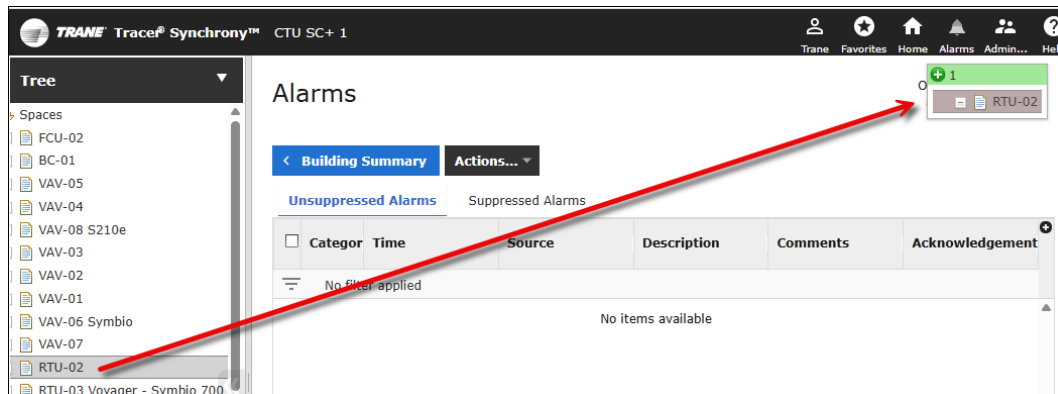 TRANE Tracer® Synchrony™ CTU SC+ 1
Trane Favorites Home Alarms Admin... Hel
Tree
Spaces
FCU-02
BC-01
VAV-05
VAV-04
VAV-08 S210e
VAV-03
VAV-02
VAV-01
VAV-06 Symbio
VAV-07
RTU-02
RTU-03 Voyager - Symbio 700
Alarms
O
1
RTU-02
< Building Summary
Actions...
Unsuppressed Alarms Suppressed Alarms
Categor Time Source Description Comments Acknowledgement
No filter applied
No items available